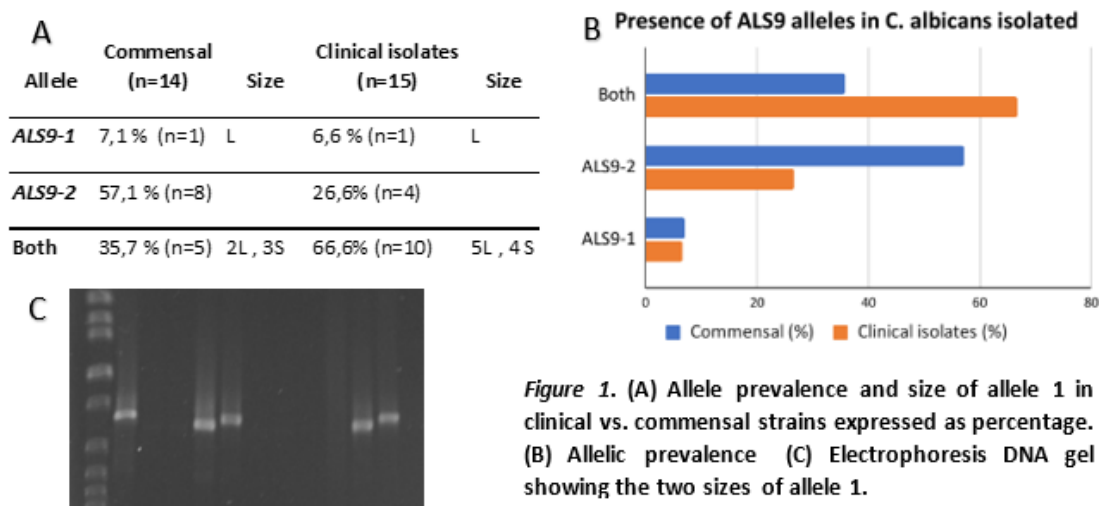 A
Commensal Clinical isolates
Allele (n=14) Size (n=15) Size
ALS9-1 7,1 % (n=1) L 6,6 % (n=1) L
ALS9-2 57,1 % (n=8) 26,6% (n=4)
Both 35,7 % (n=5) 2L , 3S 66,6% (n=10) 5L , 4 S
B
Presence of ALS9 alleles in C. albicans isolated
Both
ALS9-2
ALS9-1
0 20 40 60 80
Commensal (%) Clinical isolates (%)
C
Figure 1. (A) Allele prevalence and size of allele 1 in
clinical vs. commensal strains expressed as percentage.
(B) Allelic prevalence (C) Electrophoresis DNA gel
showing the two sizes of allele 1.